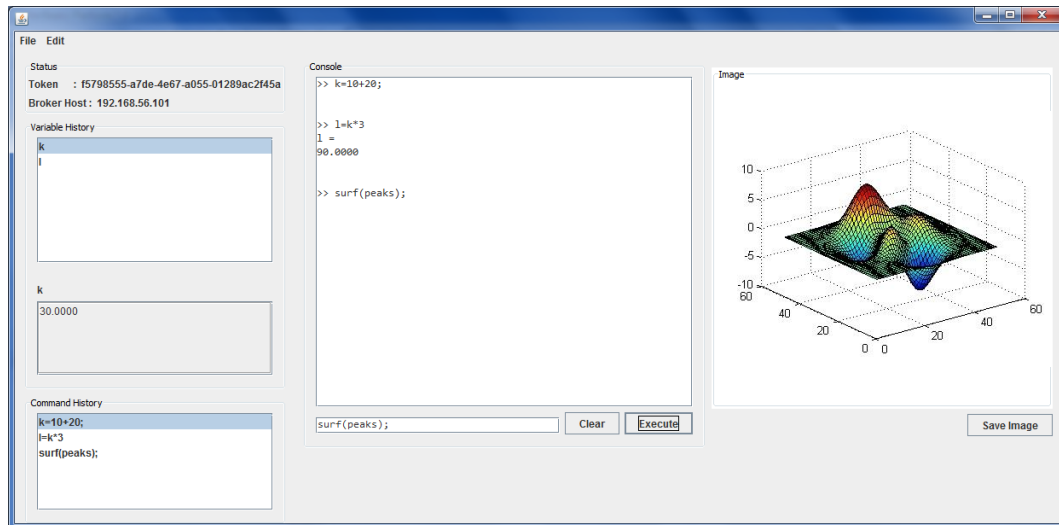 File Edit
Status
Token : f5798555-a7de-4e67-a055-01289ac2f45a
Broker Host : 192.168.56.101
Variable History
k
l
k
30.0000
Command History
k=10+20;
l=k*3
surf(peaks);
Console
>> k=10+20;
>> l=k*3
l =
90.0000
>> surf(peaks);
surf(peaks);
Clear
Execute
Image
10
5
0
-5
-10
60
40
20
0
0
20
40
60
Save Image